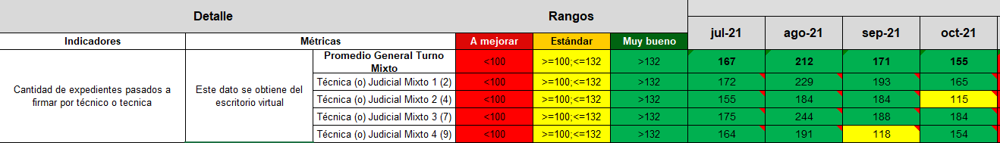 Detalle Rangos
jul-21 ago-21 sep-21 oct-21
Indicadores Métricas A mejorar Estándar Muy bueno
Promedio General Turno
Mixto
<100 >=100;<=132 >132 167 212 171 155
Cantidad de expedientes pasados a
firmar por técnico o tecnica
Este dato se obtiene del
escritorio virtual
Técnica (o) Judicial Mixto 1 (2) <100 >=100;<=132 >132 172 229 193 165
Técnica (o) Judicial Mixto 2 (4) <100 >=100;<=132 >132 155 184 184 115
Técnica (o) Judicial Mixto 3 (7) <100 >=100;<=132 >132 175 244 188 184
Técnica (o) Judicial Mixto 4 (9) <100 >=100;<=132 >132 164 191 118 154